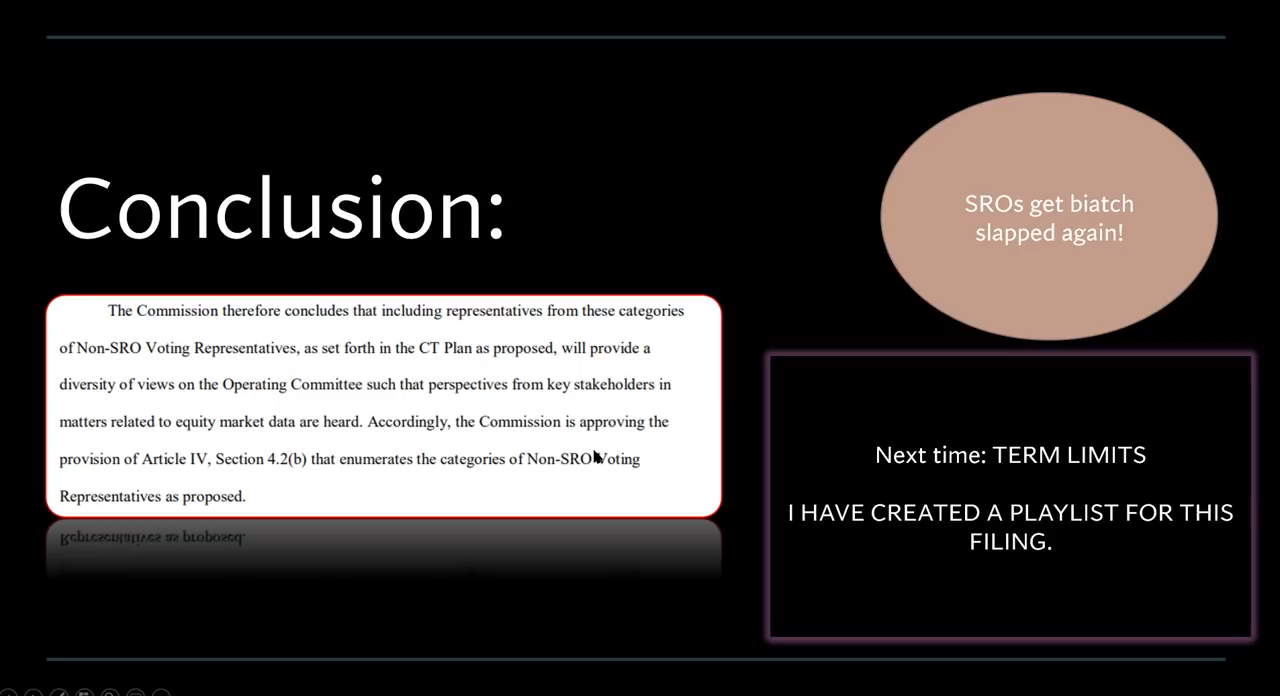 Conclusion:
The Commission therefore concludes that including representatives from these categories
of Non-SRO Voting Representatives, as set forth in the CT Plan as proposed, will provide a
diversity of views on the Operating Committee such that perspectives from key stakeholders in
matters related to equity market data are heard. Accordingly, the Commission is approving the
provision of Article IV, Section 4.2(b) that enumerates the categories of Non-SRO Voting
Representatives as proposed.
Representatives as proposed.
SROs get biatch
slapped again!
Next time: TERM LIMITS
I HAVE CREATED A PLAYLIST FOR THIS
FILING.